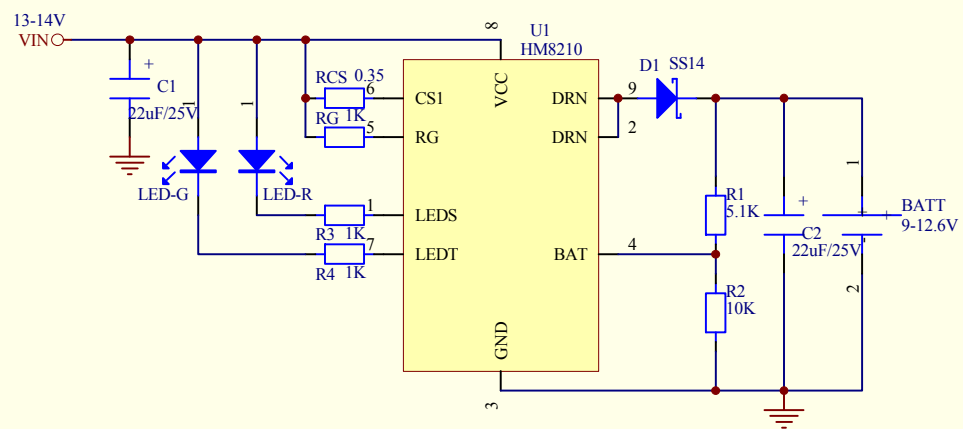 13-14V
VIN
C1
22uF/25V
+
LED-G
1
LED-R
1
RCS 0.35
6
RG 1K
5
R3 1K
1
R4 1K
7
U1
HM8210
8
VCC
CS1
RG
LEDS
LEDT
DRN
DRN
BAT
GND
9
2
4
3
D1 SS14
R1
5.1K
R2
10K
+
C2
22uF/25V
1
+
+
-
2
BATT
9-12.6V